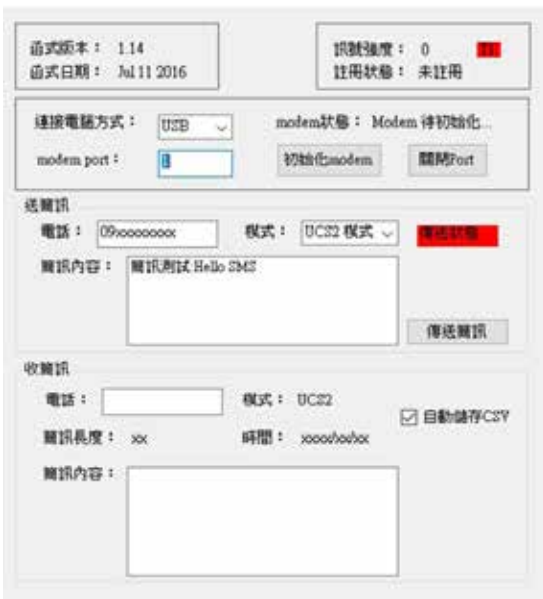 函式版本： 1.14
函式日期： Jul 11 2016
訊號強度： 0
註冊狀態： 未註冊
連接電腦方式： USB
modem狀態： Modem 待初始化...
modem port：
初始化modem
關閉Port
送簡訊
電話： 09xxxxxxxx
模式： UCS2 模式
傳送狀態
簡訊內容： 簡訊測試 Hello SMS
傳送簡訊
收簡訊
電話：
模式： UCS2
自動儲存CSV
簡訊長度： xx
時間： xxxx/xx/xx
簡訊內容：